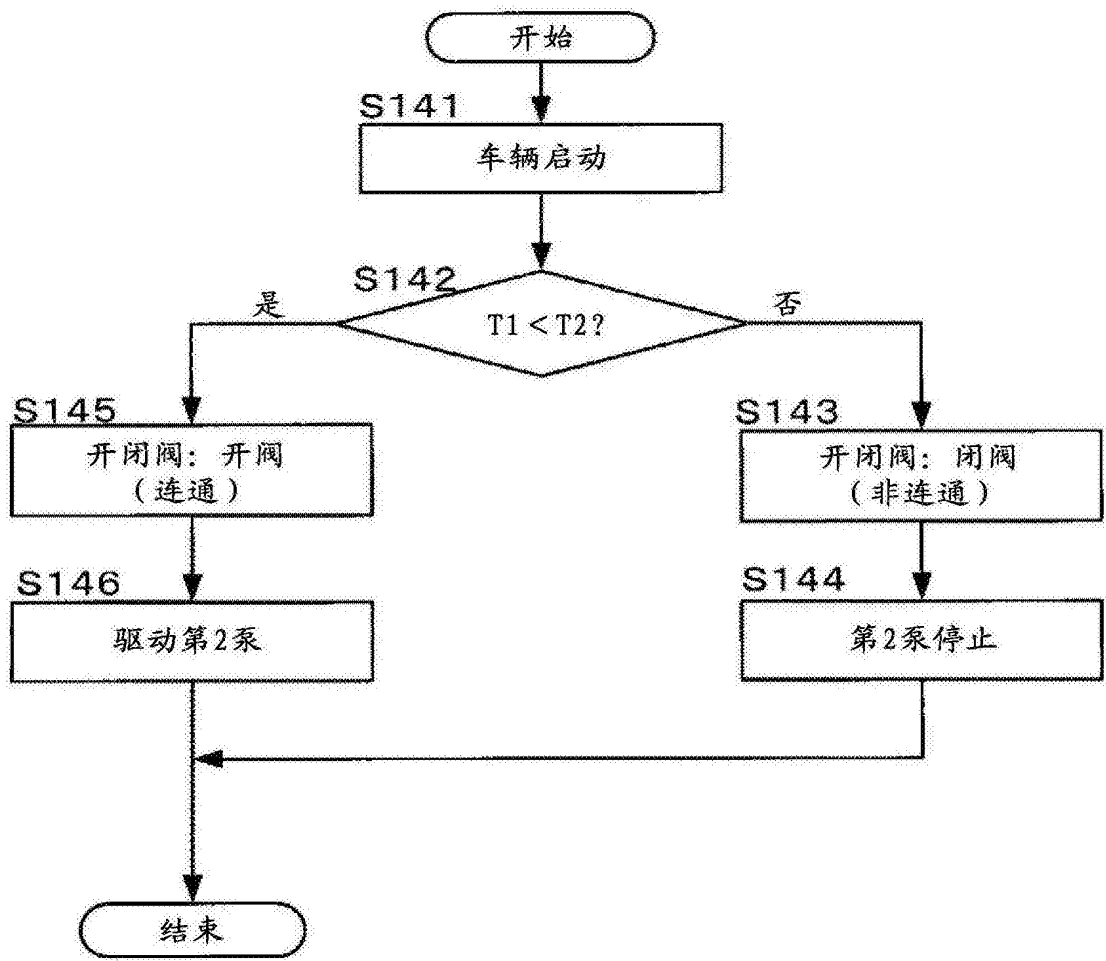 开始
S141
车辆启动
S142
是
否
T1<T2?
S145
开闭阀：开阀
（连通）
S143
开闭阀：闭阀
（非连通）
S146
驱动第2泵
S144
第2泵停止
结束